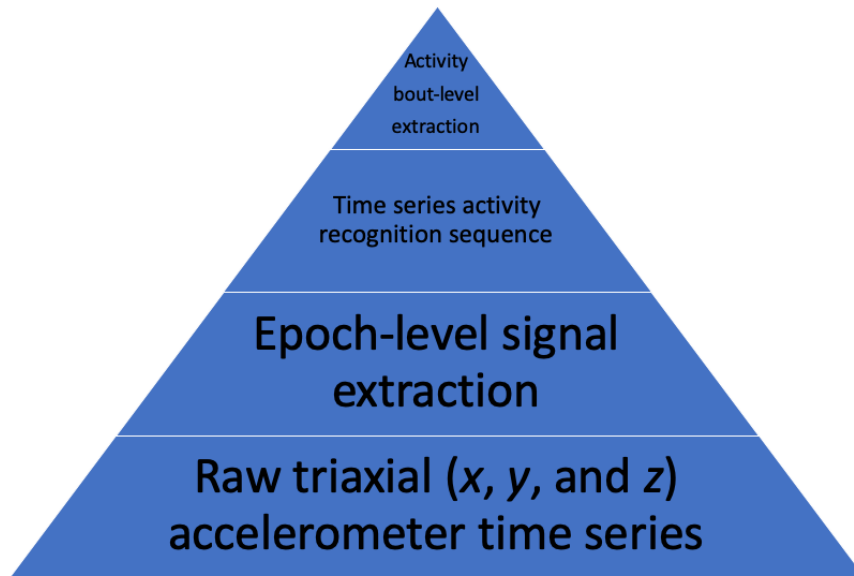 Activity
bout-level
extraction
Time series activity
recognition sequence
Epoch-level signal
extraction
Raw triaxial (x, y, and z)
accelerometer time series